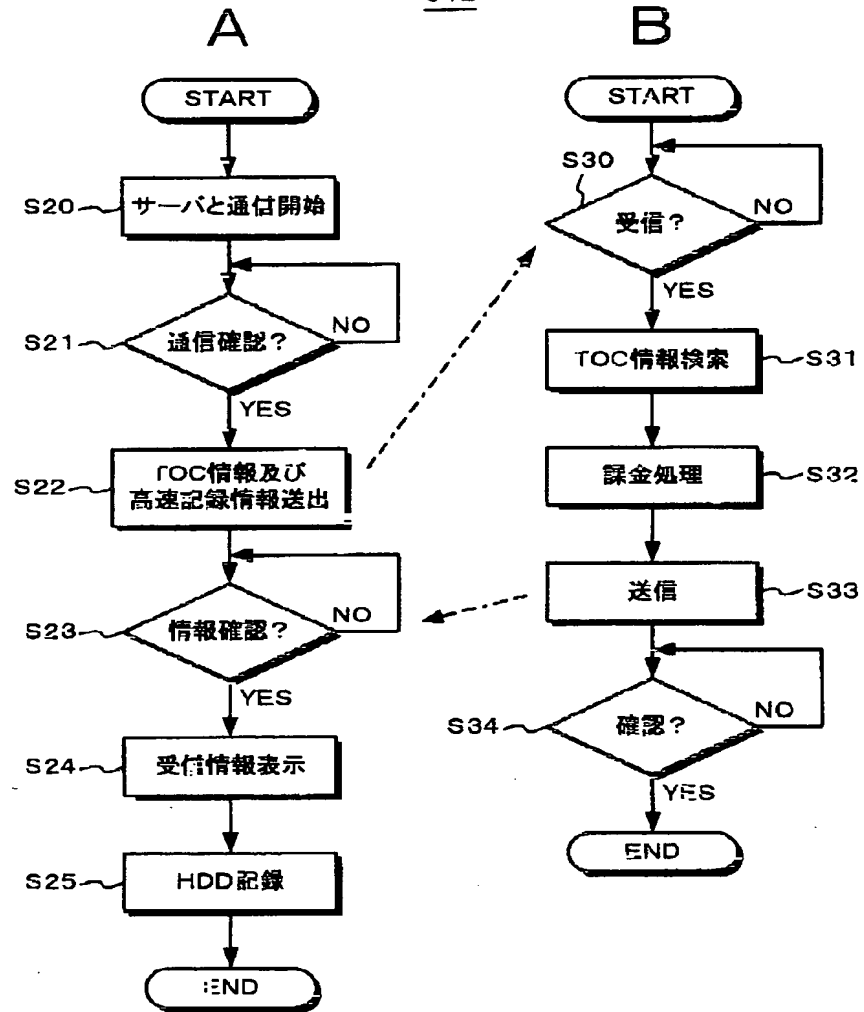 A
START
S20
サーバと通信開始
S21
通信確認?
NO
YES
S22
TOC情報及び
高速記録情報送出
S23
情報確認?
NO
YES
S24
受信情報表示
S25
HDD記録
END
B
START
S30
受信?
NO
YES
TOC情報検索
S31
課金処理
S32
送信
S33
S34
確認?
NO
YES
END